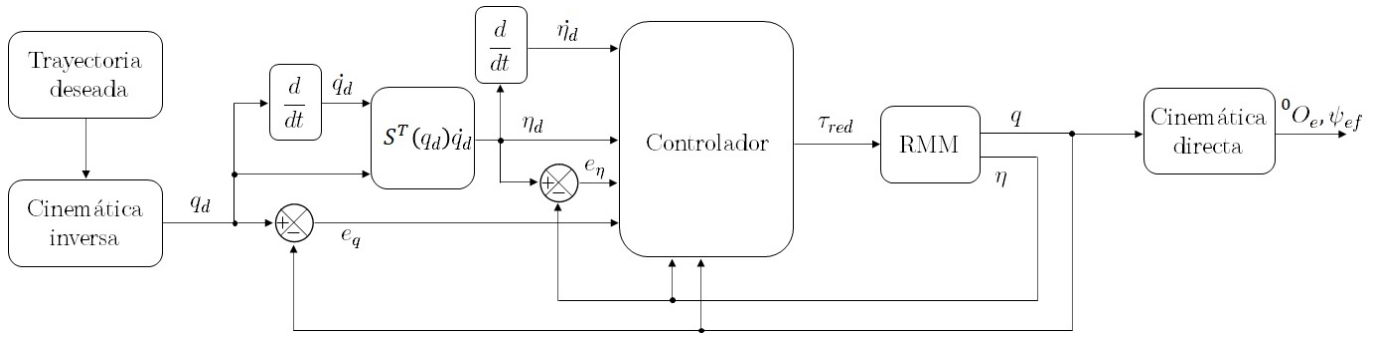 Trayectoria
deseada
Cinemática
inversa
q_d
d
dt
q̇_d
S^T(q_d)q̇_d
d
dt
η̇_d
η_d
+
−
e_η
+
−
e_q
Controlador
τ_red
RMM
q
η
Cinemática
directa
^0O_e, ψ_ef